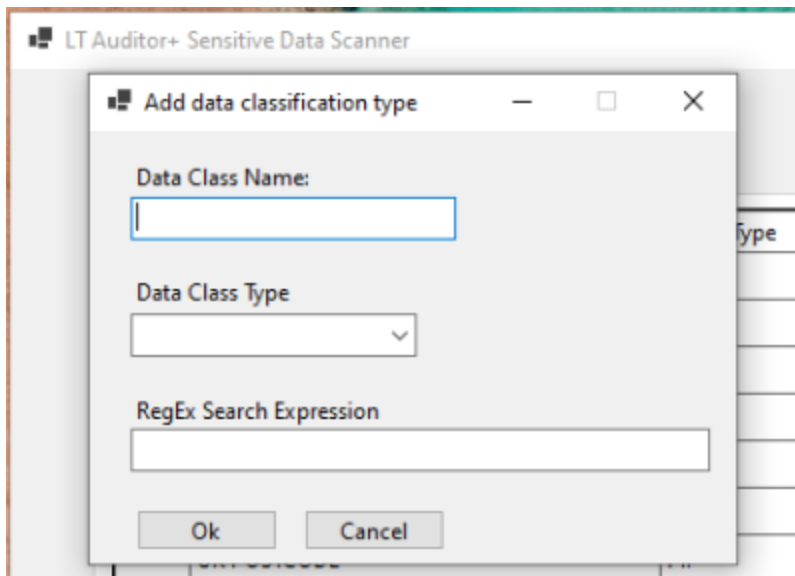 LT Auditor+ Sensitive Data Scanner
Add data classification type
Data Class Name:
Type
Data Class Type
RegEx Search Expression
Ok Cancel